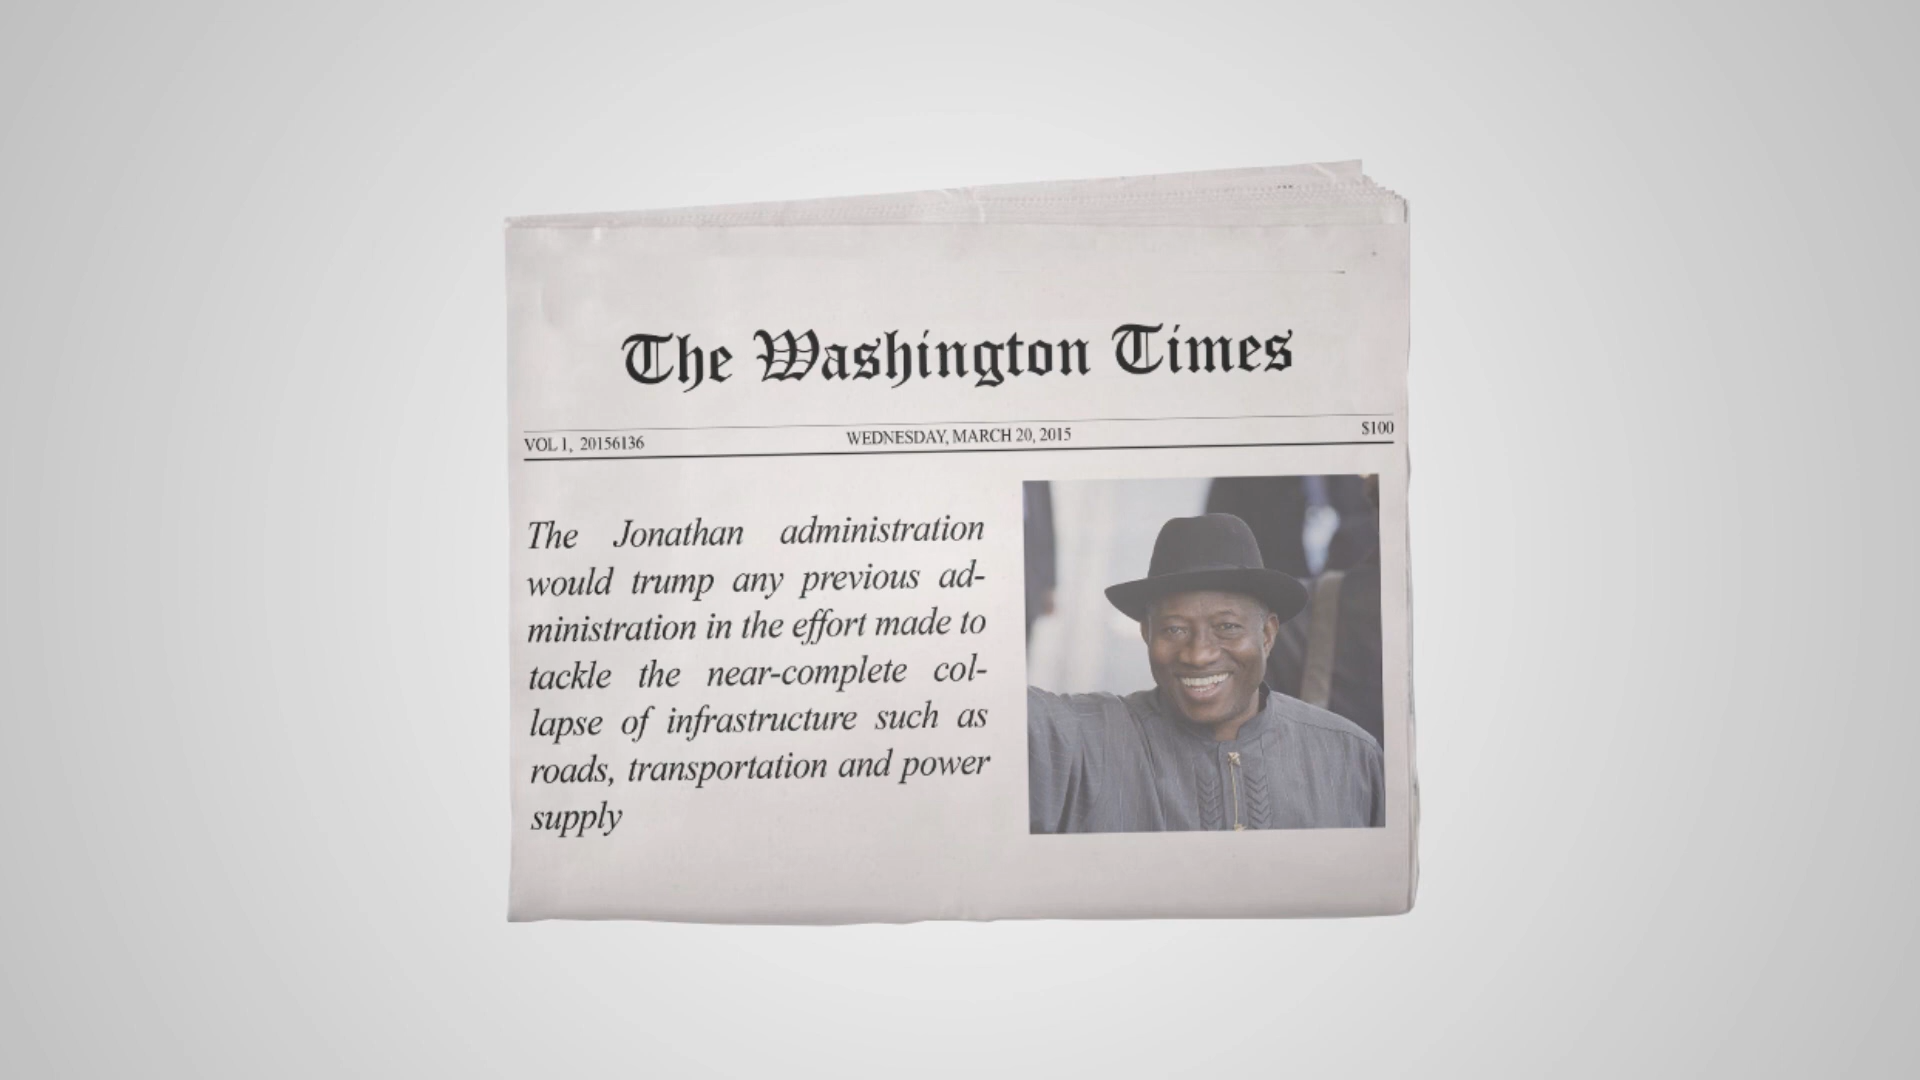 The Washington Times
VOL 1, 20156136 WEDNESDAY, MARCH 20, 2015 $100
The Jonathan administration
would trump any previous ad-
ministration in the effort made to
tackle the near-complete col-
lapse of infrastructure such as
roads, transportation and power
supply